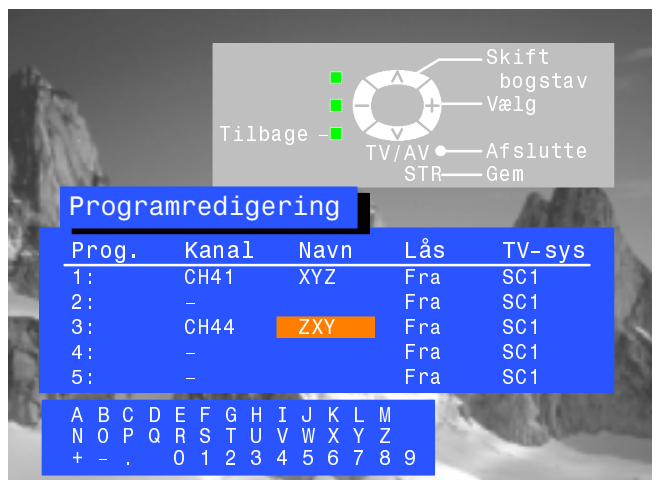 Skift
bogstav
Vælg
Tilbage
TV/AV Afslutte
STR Gem
Programredigering
Prog. Kanal Navn Lås TV-sys
1: CH41 XYZ Fra SC1
2: – Fra SC1
3: CH44 ZXY Fra SC1
4: – Fra SC1
5: – Fra SC1
A B C D E F G H I J K L M
N O P Q R S T U V W X Y Z
+ – . 0 1 2 3 4 5 6 7 8 9